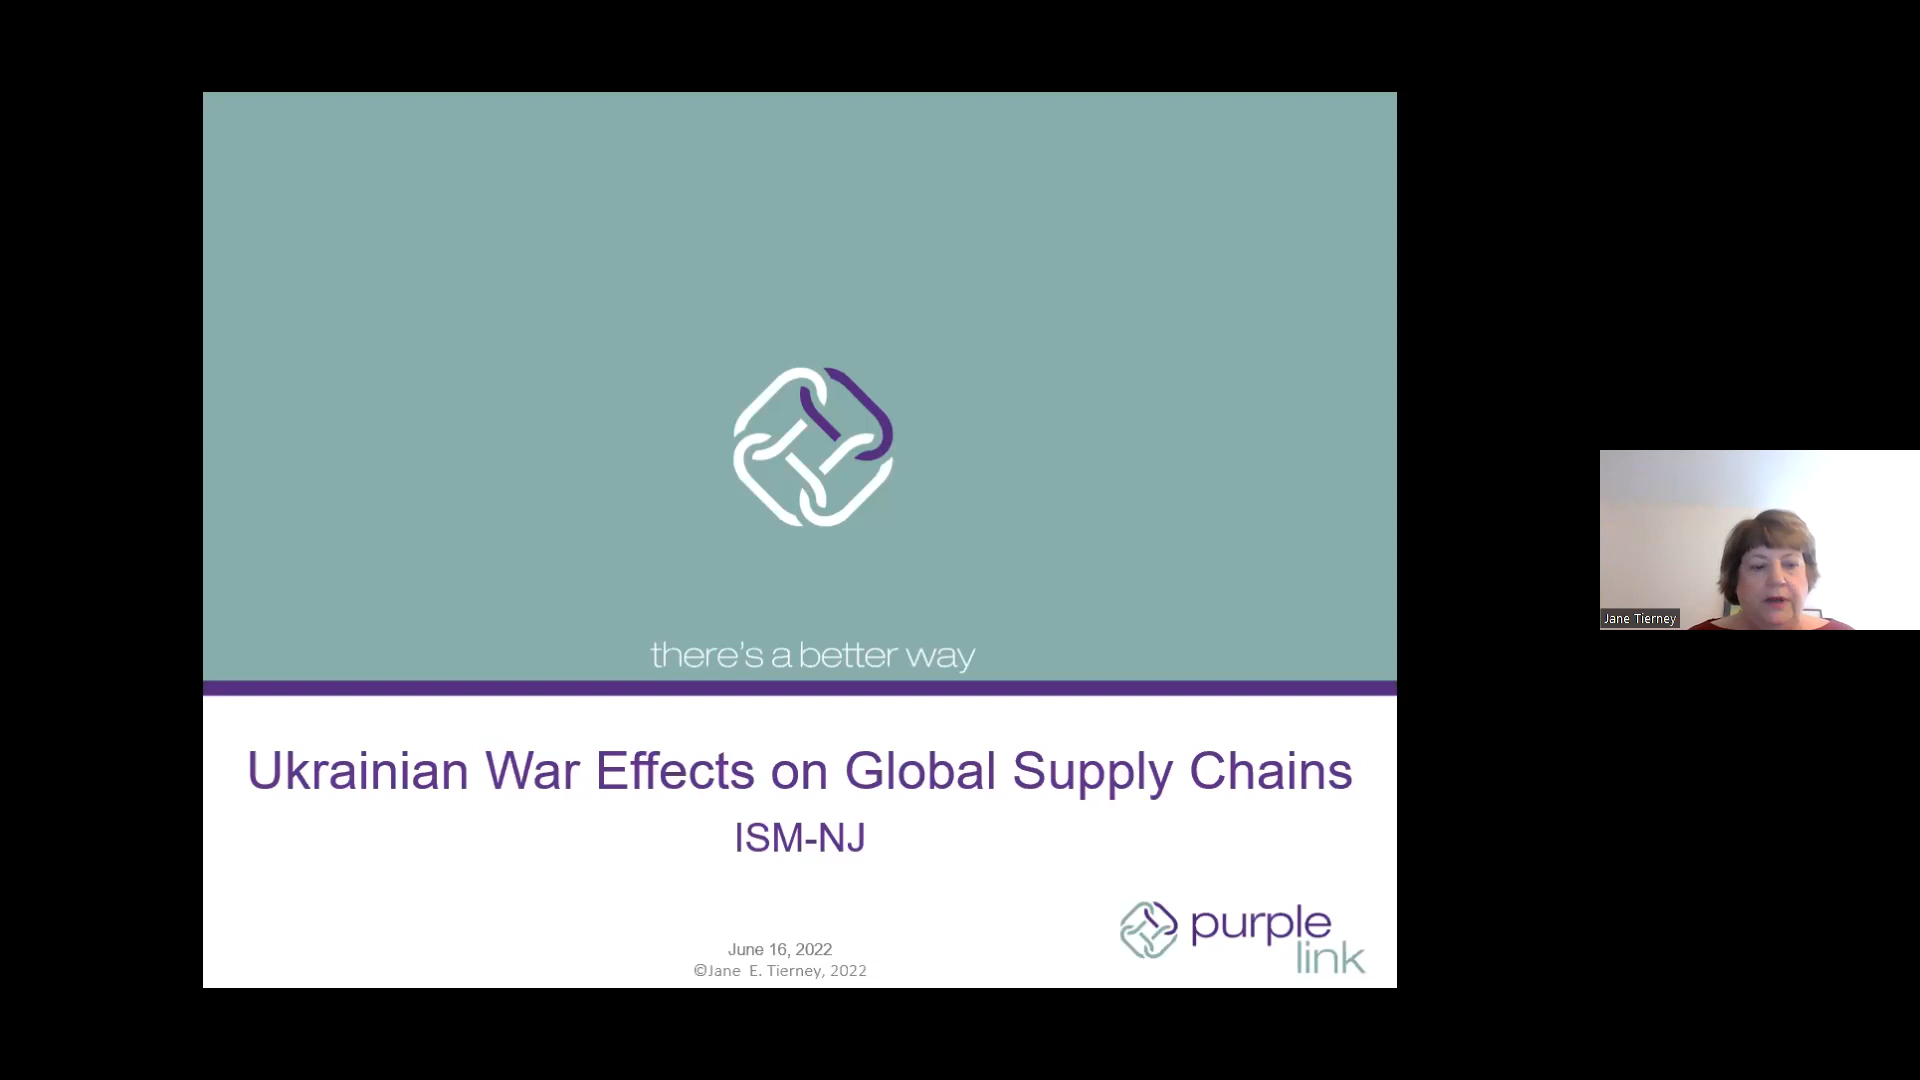 there's a better way
Ukrainian War Effects on Global Supply Chains
ISM-NJ
June 16, 2022
©Jane E. Tierney, 2022
purple
link
Jane Tierney